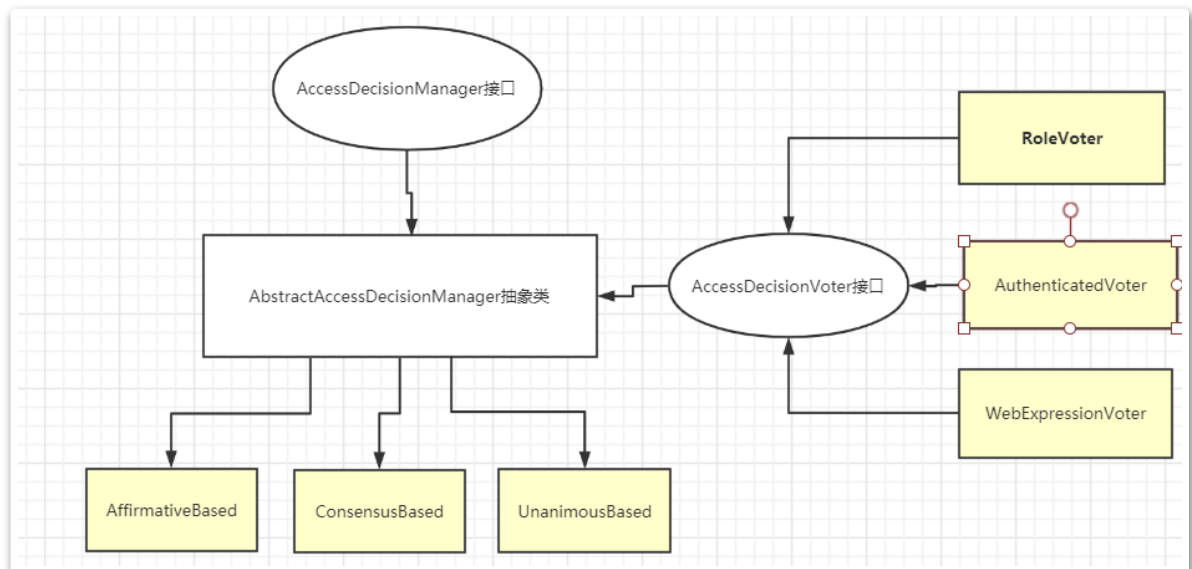 AccessDecisionManager接口
RoleVoter
AbstractAccessDecisionManager抽象类
AccessDecisionVoter接口
AuthenticatedVoter
WebExpressionVoter
AffirmativeBased
ConsensusBased
UnanimousBased